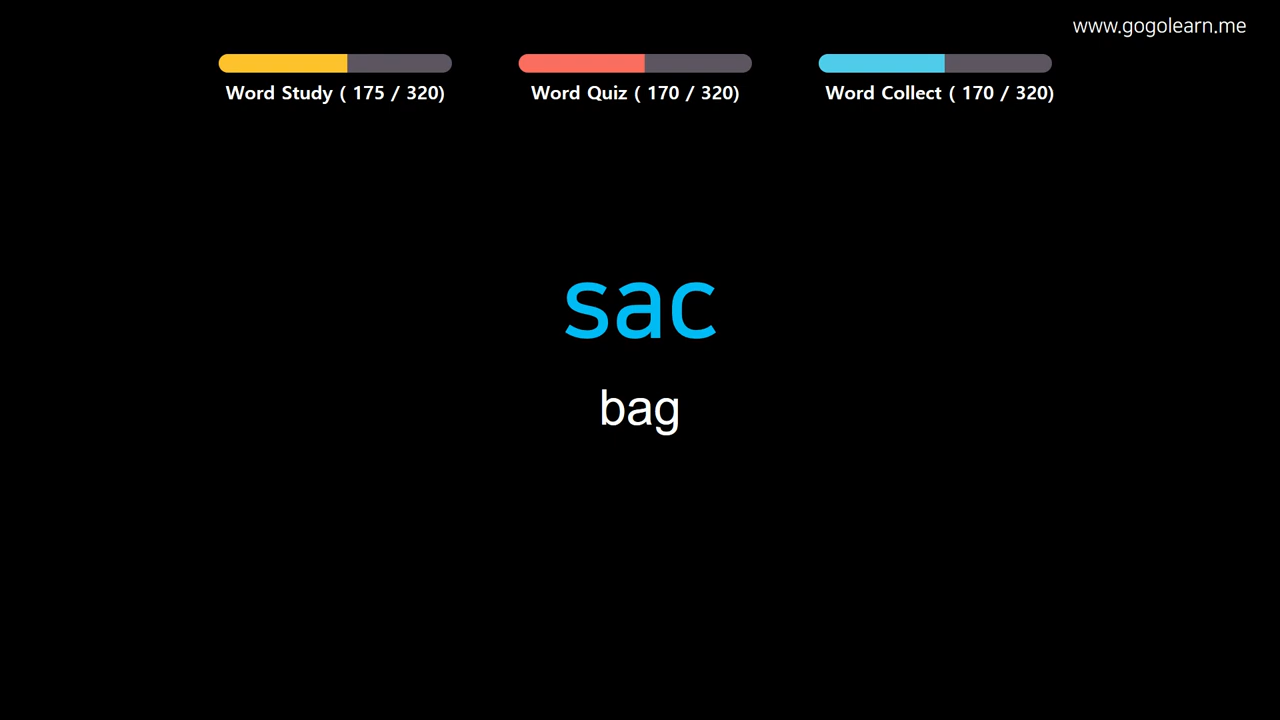 www.gogolearn.me
Word Study ( 175 / 320)
Word Quiz ( 170 / 320)
Word Collect ( 170 / 320)
sac
bag